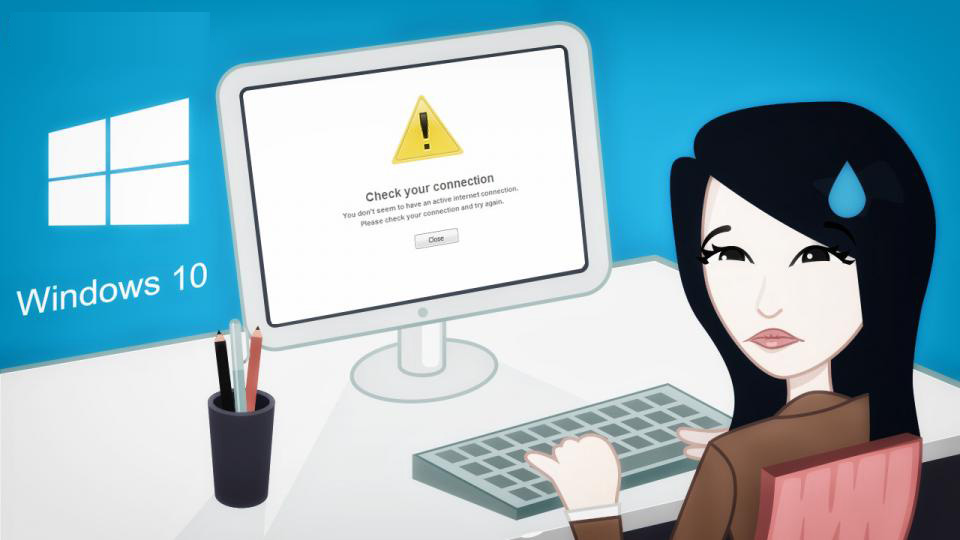 Check your connection
You don't seem to have an active internet connection.
Please check your connection and try again.
Close
Windows 10